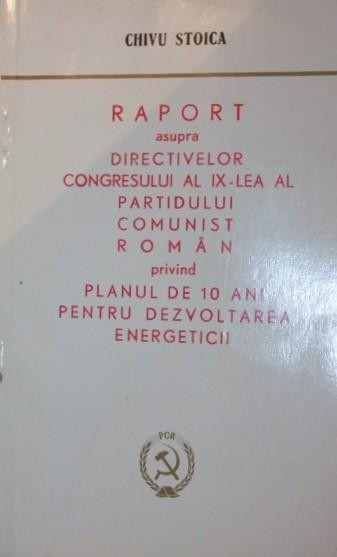 CHIVU STOICA
RAPORT
asupra
DIRECTIVELOR
CONGRESULUI AL IX-LEA AL
PARTIDULUI
COMUNIST
ROMÂN
privind
PLANUL DE 10 ANI
PENTRU DEZVOLTAREA
ENERGETICII
PCR